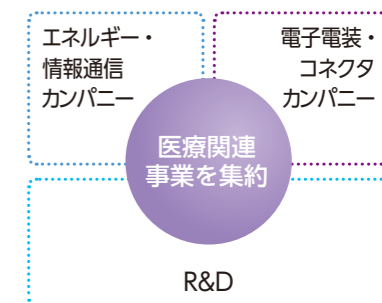 エネルギー・
情報通信
カンパニー
電子電装・
コネクタ
カンパニー
医療関連
事業を集約
R&D